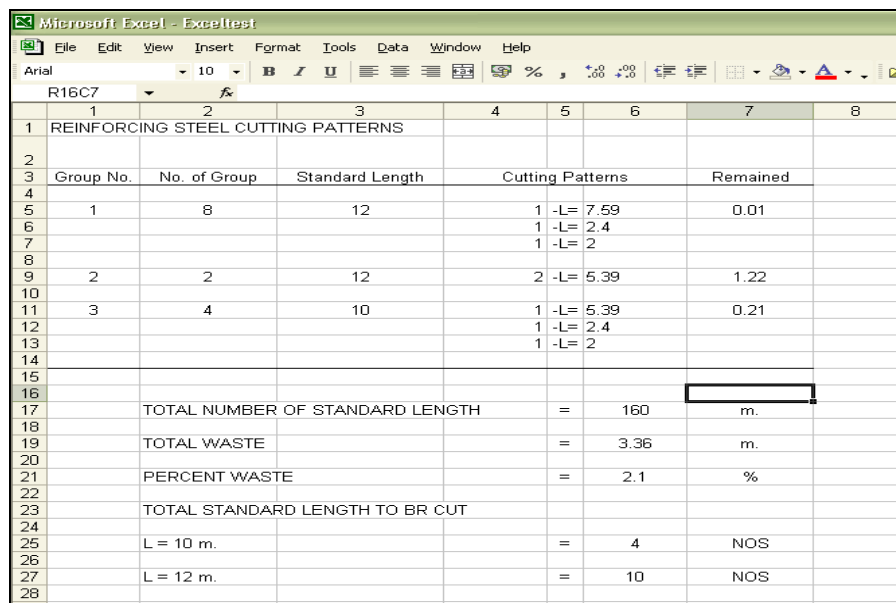 Microsoft Excel - Exceltest
File Edit View Insert Format Tools Data Window Help
Arial 10 B I U % , .00 .00 A
R16C7 fx
1 2 3 4 5 6 7 8
1 REINFORCING STEEL CUTTING PATTERNS
2
3 Group No. No. of Group Standard Length Cutting Patterns Remained
4
5 1 8 12 1 -L= 7.59 0.01
6 1 -L= 2.4
7 1 -L= 2
8
9 2 2 12 2 -L= 5.39 1.22
10
11 3 4 10 1 -L= 5.39 0.21
12 1 -L= 2.4
13 1 -L= 2
14
15
16
17 TOTAL NUMBER OF STANDARD LENGTH = 160 m.
18
19 TOTAL WASTE = 3.36 m.
20
21 PERCENT WASTE = 2.1 %
22
23 TOTAL STANDARD LENGTH TO BR CUT
24
25 L = 10 m. = 4 NOS
26
27 L = 12 m. = 10 NOS
28